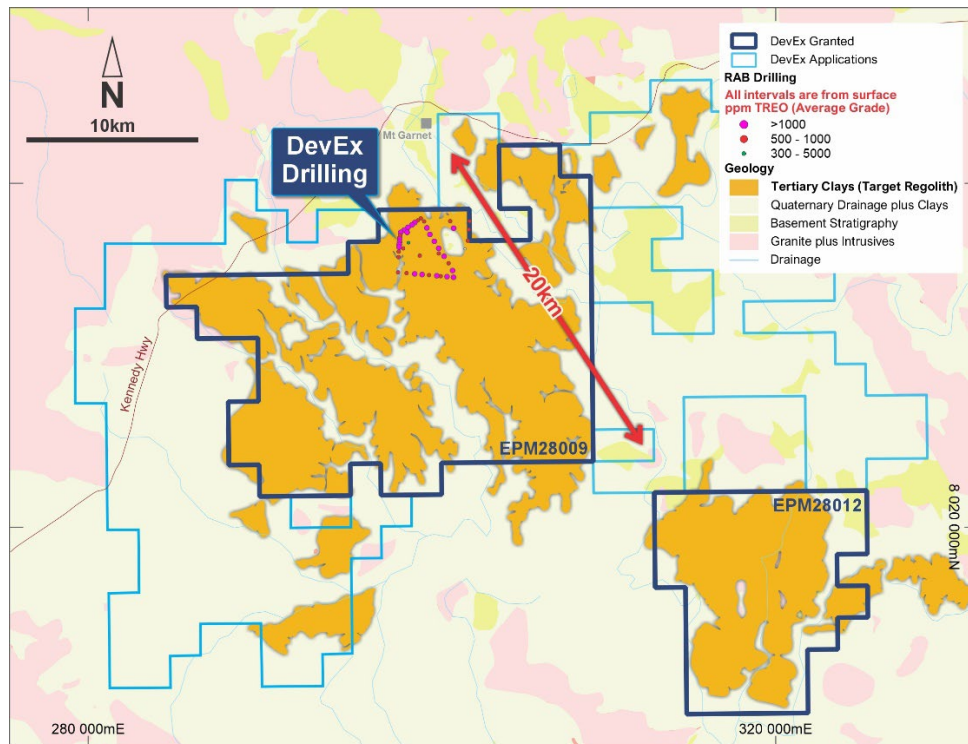 N
10km
Mt Garnet
DevEx
Drilling
20km
Kennedy Hwy
EPM28009
EPM28012
8 020 000mN
280 000mE
320 000mE
DevEx Granted
DevEx Applications
RAB Drilling
All intervals are from surface
ppm TREO (Average Grade)
>1000
500 - 1000
300 - 5000
Geology
Tertiary Clays (Target Regolith)
Quaternary Drainage plus Clays
Basement Stratigraphy
Granite plus Intrusives
Drainage